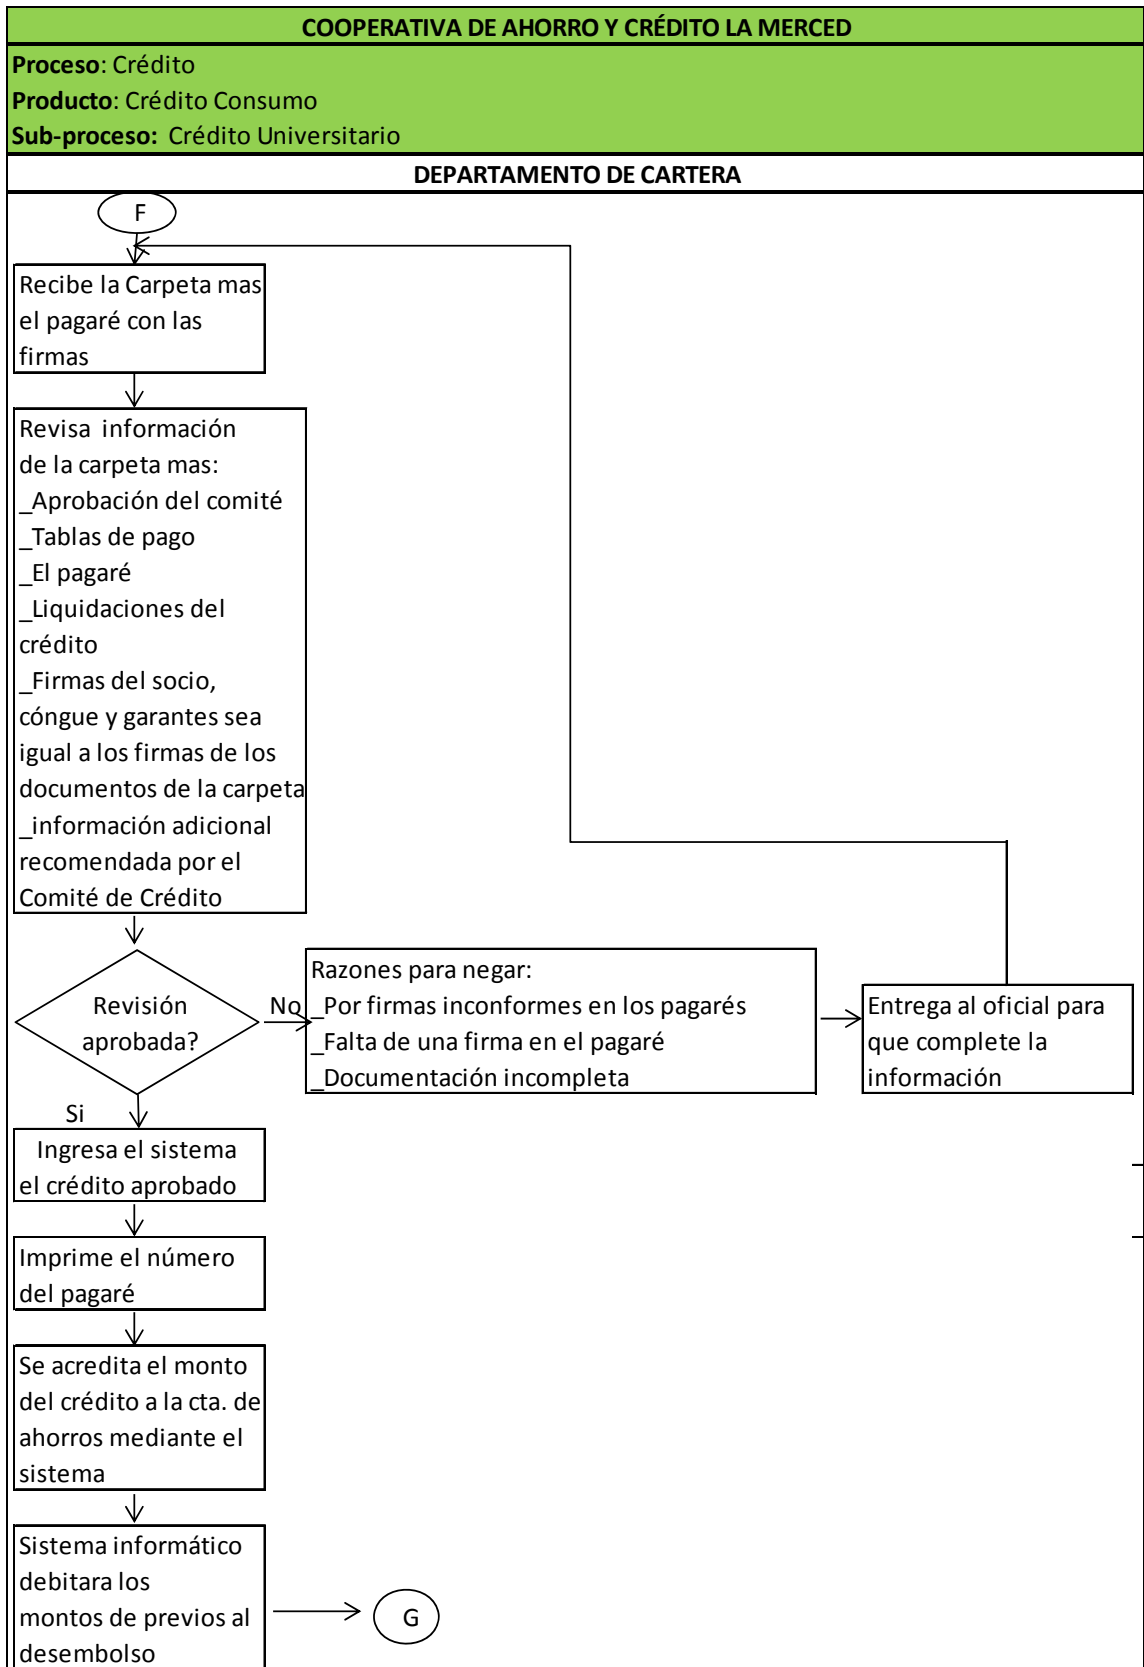 COOPERATIVA DE AHORRO Y CRÉDITO LA MERCED
Proceso: Crédito
Producto: Crédito Consumo
Sub-proceso: Crédito Universitario
DEPARTAMENTO DE CARTERA
F
Recibe la Carpeta mas
el pagaré con las
firmas
Revisa información
de la carpeta mas:
_Aprobación del comité
_Tablas de pago
_El pagaré
_Liquidaciones del
crédito
_Firmas del socio,
cóngue y garantes sea
igual a los firmas de los
documentos de la carpeta
_información adicional
recomendada por el
Comité de Crédito
Revisión
aprobada?
No
Razones para negar:
_Por firmas inconformes en los pagarés
_Falta de una firma en el pagaré
_Documentación incompleta
Entrega al oficial para
que complete la
información
Si
Ingresa el sistema
el crédito aprobado
Imprime el número
del pagaré
Se acredita el monto
del crédito a la cta. de
ahorros mediante el
sistema
Sistema informático
debitara los
montos de previos al
desembolso
G